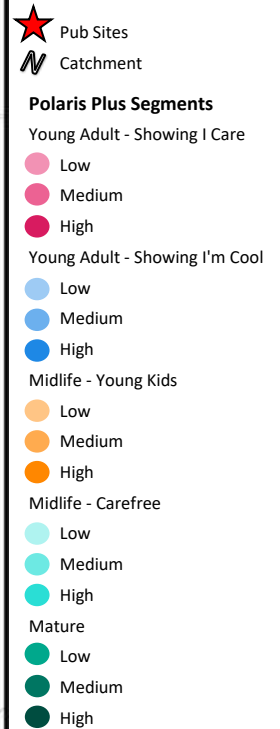 Pub Sites
Catchment
Polaris Plus Segments
Young Adult - Showing I Care
Low
Medium
High
Young Adult - Showing I'm Cool
Low
Medium
High
Midlife - Young Kids
Low
Medium
High
Midlife - Carefree
Low
Medium
High
Mature
Low
Medium
High